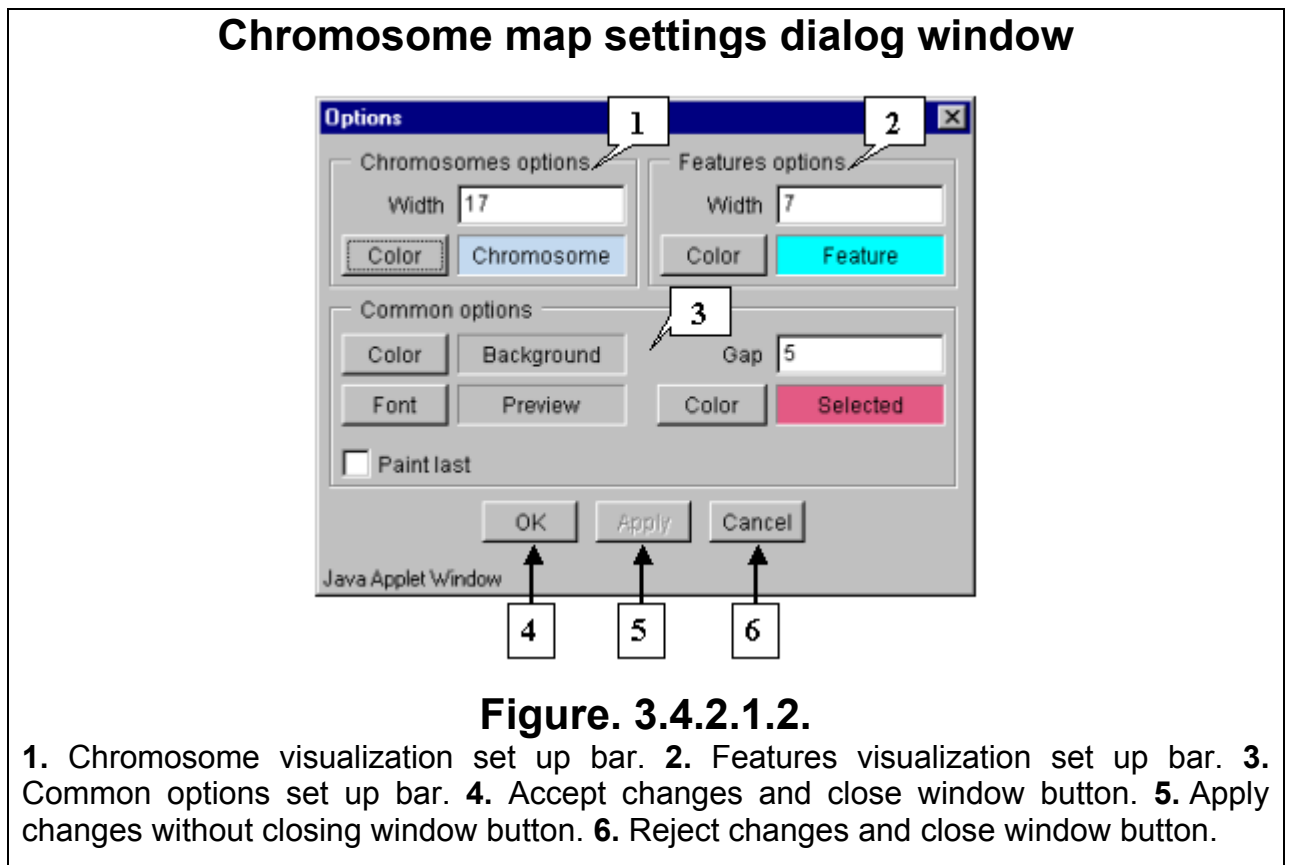 Chromosome map settings dialog window
Options
1
2
Chromosomes options
Features options
Width 17
Width 7
Color Chromosome
Color Feature
Common options
3
Color Background
Gap 5
Font Preview
Color Selected
Paint last
OK Apply Cancel
Java Applet Window
4 5 6
Figure. 3.4.2.1.2.
1. Chromosome visualization set up bar. 2. Features visualization set up bar. 3.
Common options set up bar. 4. Accept changes and close window button. 5. Apply
changes without closing window button. 6. Reject changes and close window button.